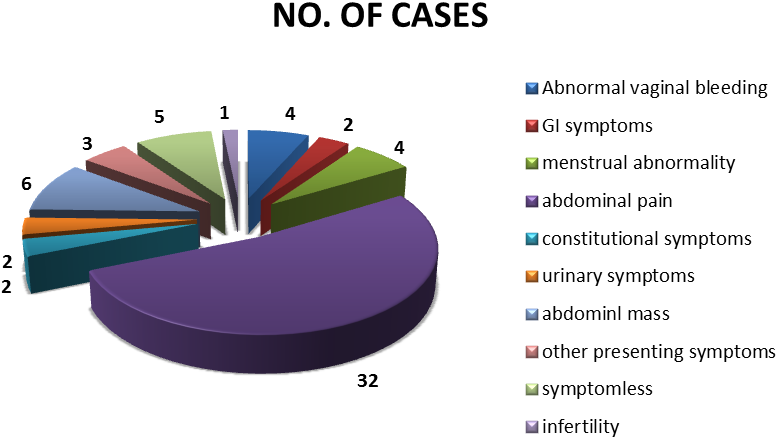 NO. OF CASES
1
4
2
5
4
3
6
2
2
32
Abnormal vaginal bleeding
GI symptoms
menstrual abnormality
abdominal pain
constitutional symptoms
urinary symptoms
abdominl mass
other presenting symptoms
symptomless
infertility